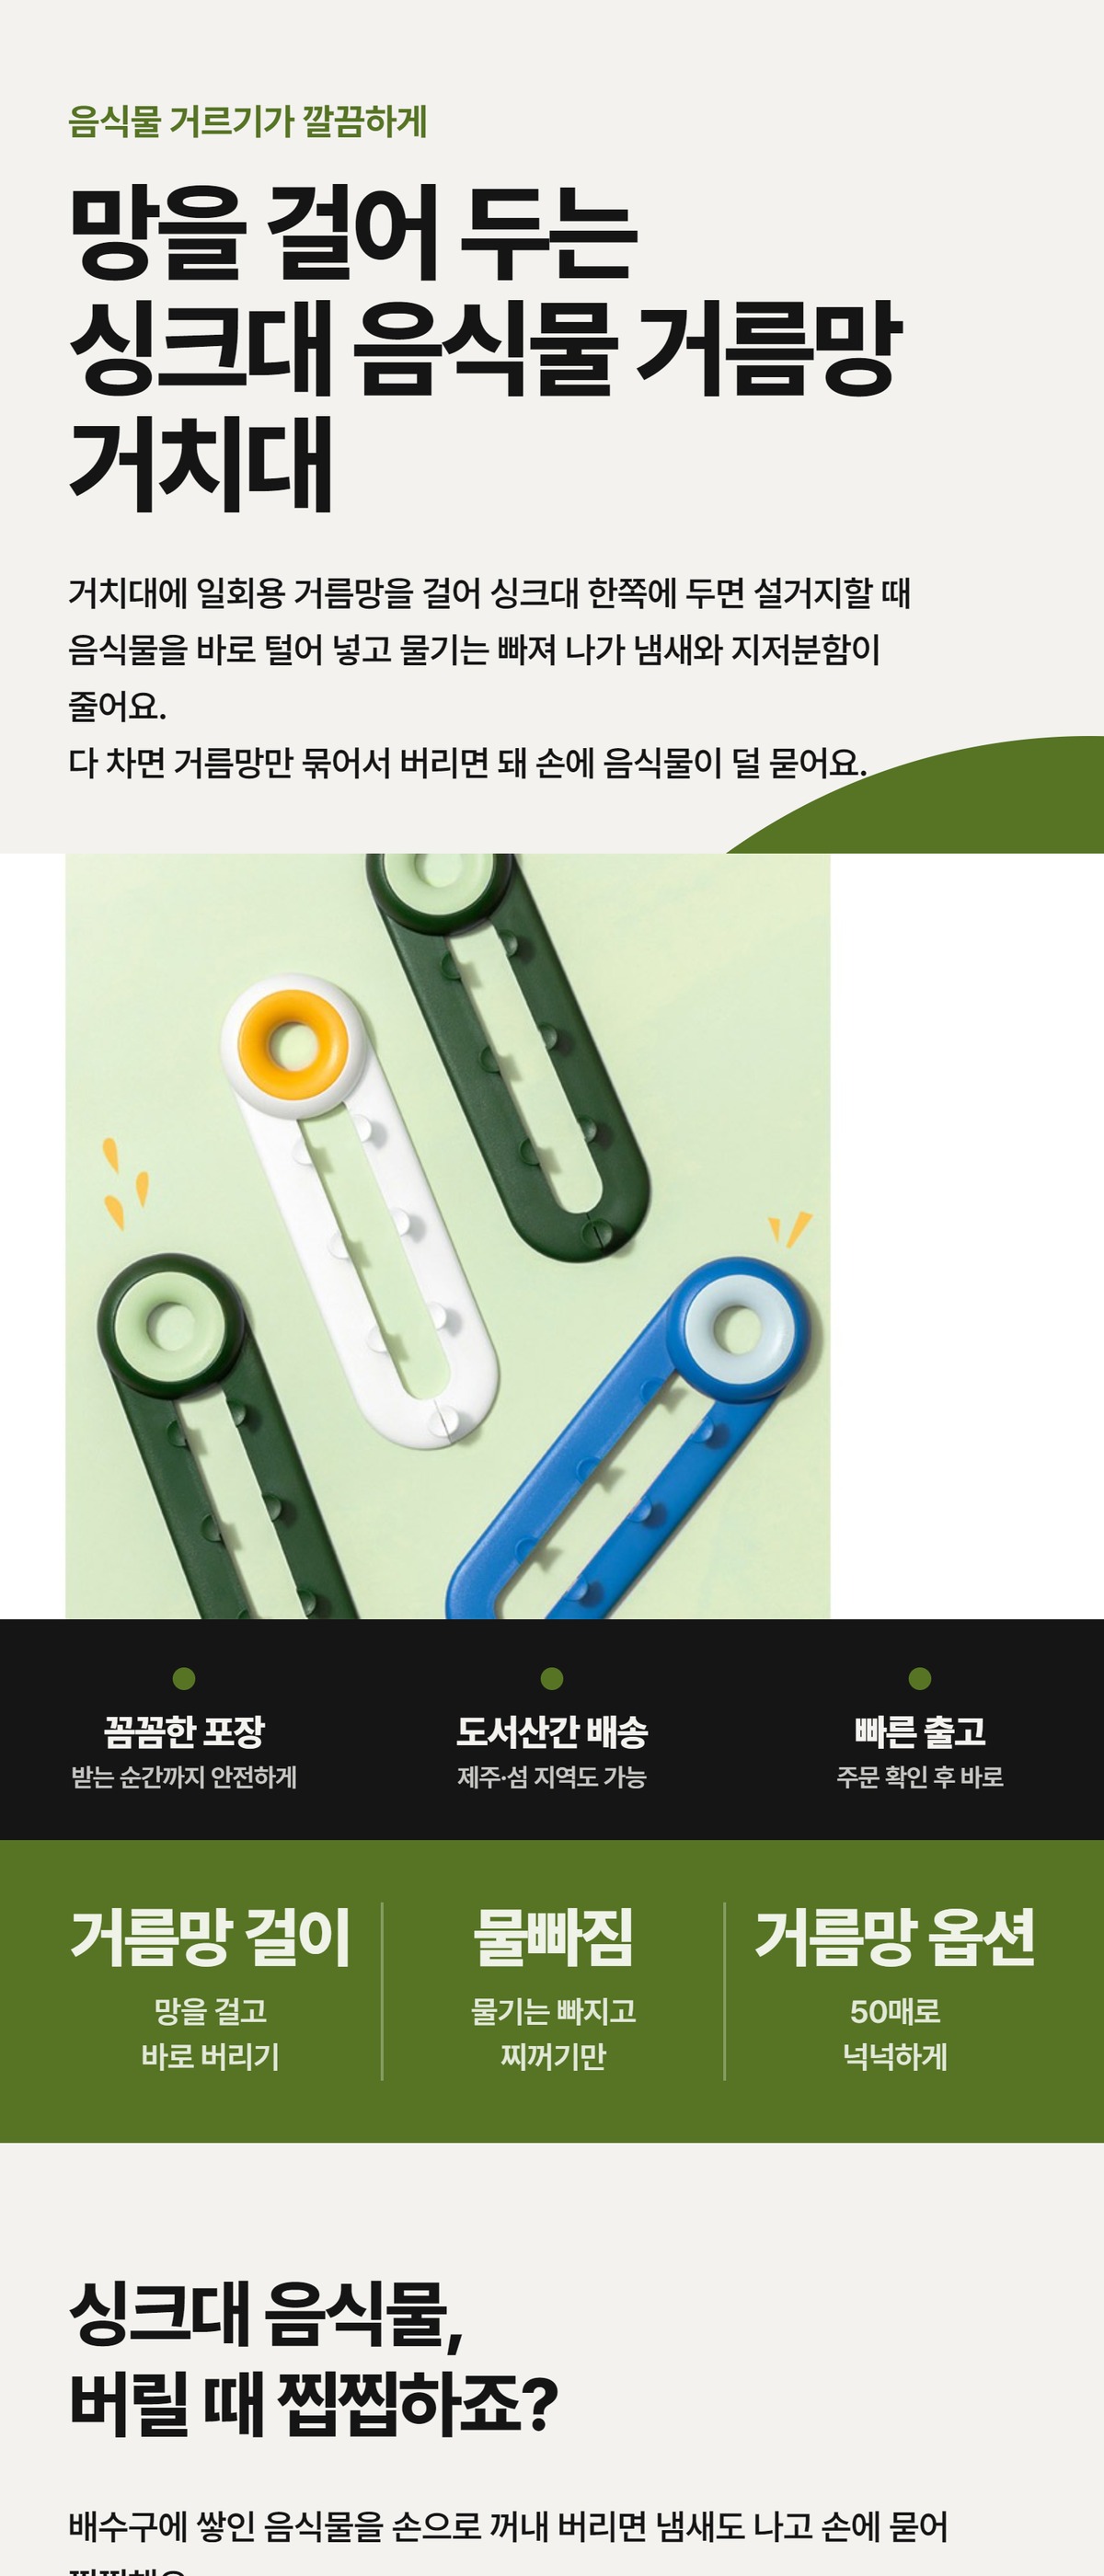 음식물 거르기가 깔끔하게
망을 걸어 두는
싱크대 음식물 거름망
거치대
거치대에 일회용 거름망을 걸어 싱크대 한쪽에 두면 설거지할 때
음식물을 바로 털어 넣고 물기는 빠져 나가 냄새와 지저분함이
줄어요.
다 차면 거름망만 묶어서 버리면 돼 손에 음식물이 덜 묻어요.
꼼꼼한 포장
받는 순간까지 안전하게
도서산간 배송
제주·섬 지역도 가능
빠른 출고
주문 확인 후 바로
거름망 걸이
망을 걸고
바로 버리기
물빠짐
물기는 빠지고
찌꺼기만
거름망 옵션
50매로
넉넉하게
싱크대 음식물,
버릴 때 찝찝하죠?
배수구에 쌓인 음식물을 손으로 꺼내 버리면 냄새도 나고 손에 묻어